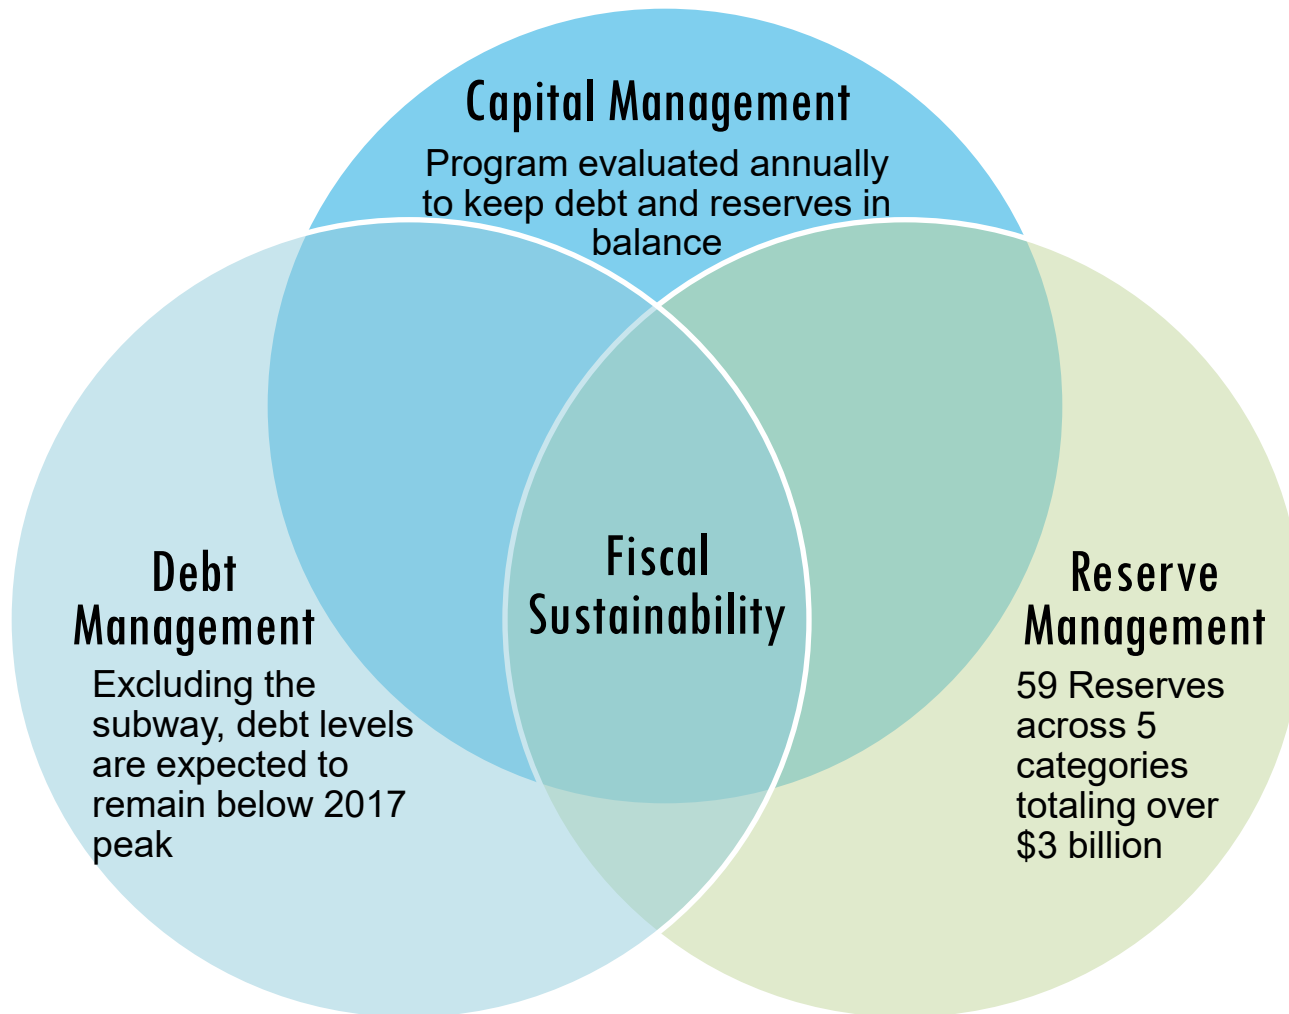 Capital Management
Program evaluated annually
to keep debt and reserves in
balance
Debt
Management
Excluding the
subway, debt levels
are expected to
remain below 2017
peak
Fiscal
Sustainability
Reserve
Management
59 Reserves
across 5
categories
totaling over
$3 billion